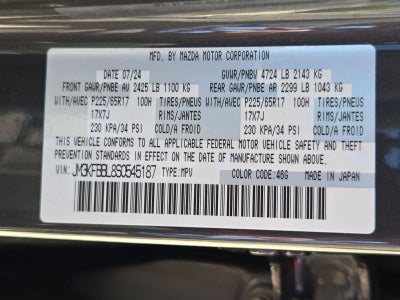 MFD. BY MAZDA MOTOR CORPORATION
DATE 07/24 GVWR/PNBV 4724 LB 2143 KG
FRONT GAWR/PNBE AV 2425 LB 1100 KG REAR GAWR/PNBE AR 2299 LB 1043 KG
WITH/AVEC P225/65R17 100H TIRES/PNEUS WITH/AVEC P225/65R17 100H TIRES/PNEUS
17X7J RIMS/JANTES 17X7J RIMS/JANTES
230 KPA/34 PSI COLD/A FROID 230 KPA/34 PSI COLD/A FROID
THIS VEHICLE CONFORMS TO ALL APPLICABLE FEDERAL MOTOR VEHICLE SAFETY AND THEFT
PREVENTION STANDARDS IN EFFECT ON THE DATE OF MANUFACTURE SHOWN ABOVE.
VIN: JM3KFBBL8S0545187 TYPE:MPV COLOR CODE:46G MADE IN JAPAN